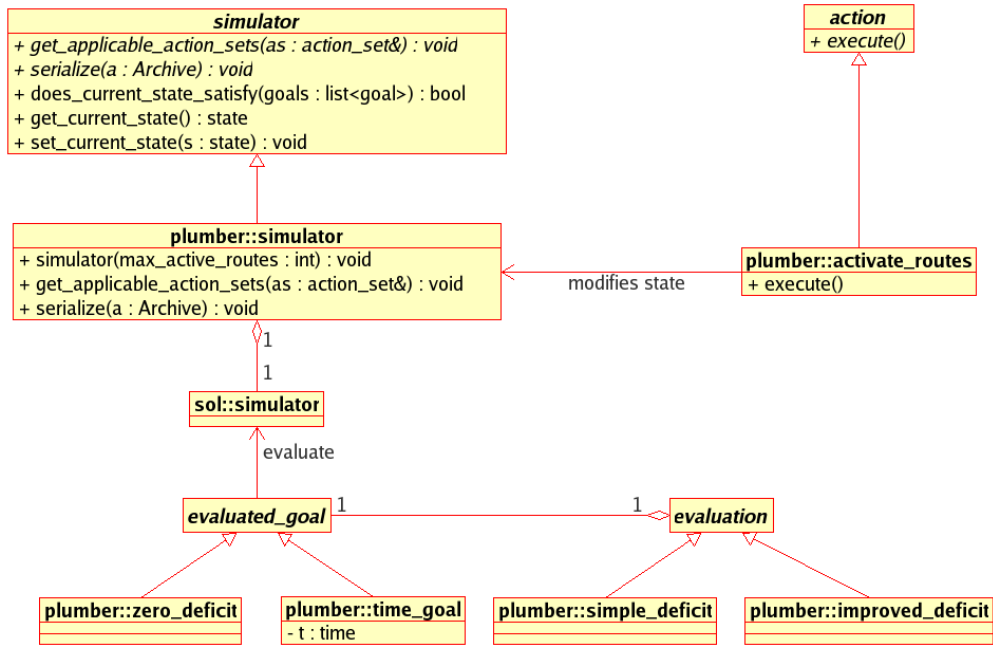 simulator
+ get_applicable_action_sets(as : action_set&) : void
+ serialize(a : Archive) : void
+ does_current_state_satisfy(goals : list<goal>) : bool
+ get_current_state() : state
+ set_current_state(s : state) : void
action
+ execute()
plumber::simulator
+ simulator(max_active_routes : int) : void
+ get_applicable_action_sets(as : action_set&) : void
+ serialize(a : Archive) : void
modifies state
plumber::activate_routes
+ execute()
1
1
sol::simulator
evaluate
evaluated_goal
1
1
evaluation
plumber::zero_deficit
plumber::time_goal
- t : time
plumber::simple_deficit
plumber::improved_deficit